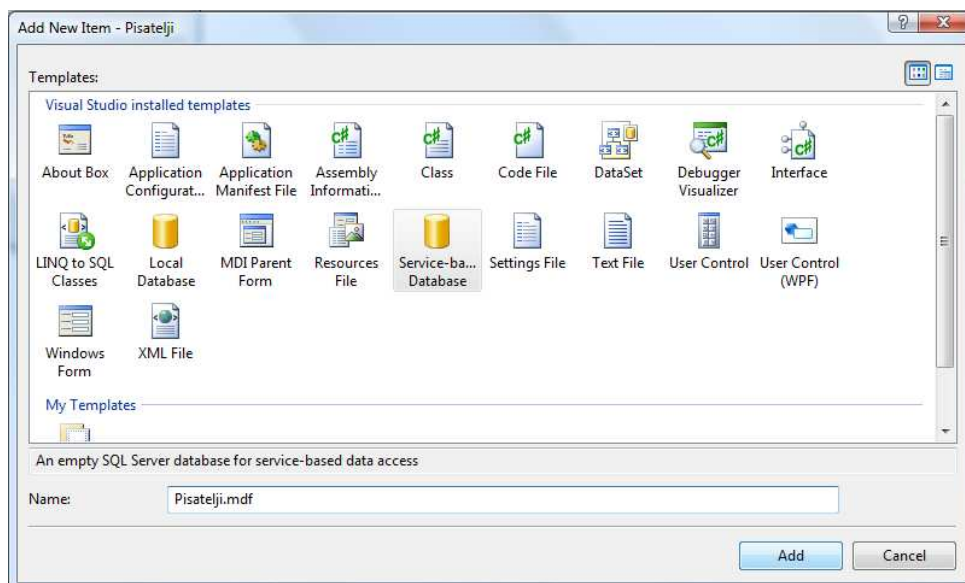 Add New Item - Pisatelji
Templates:
Visual Studio installed templates
About Box
Application Configurat...
Application Manifest File
Assembly Informati...
Class
Code File
DataSet
Debugger Visualizer
Interface
LINQ to SQL Classes
Local Database
MDI Parent Form
Resources File
Service-ba... Database
Settings File
Text File
User Control
User Control (WPF)
Windows Form
XML File
My Templates
An empty SQL Server database for service-based data access
Name:
Pisatelji.mdf
Add
Cancel